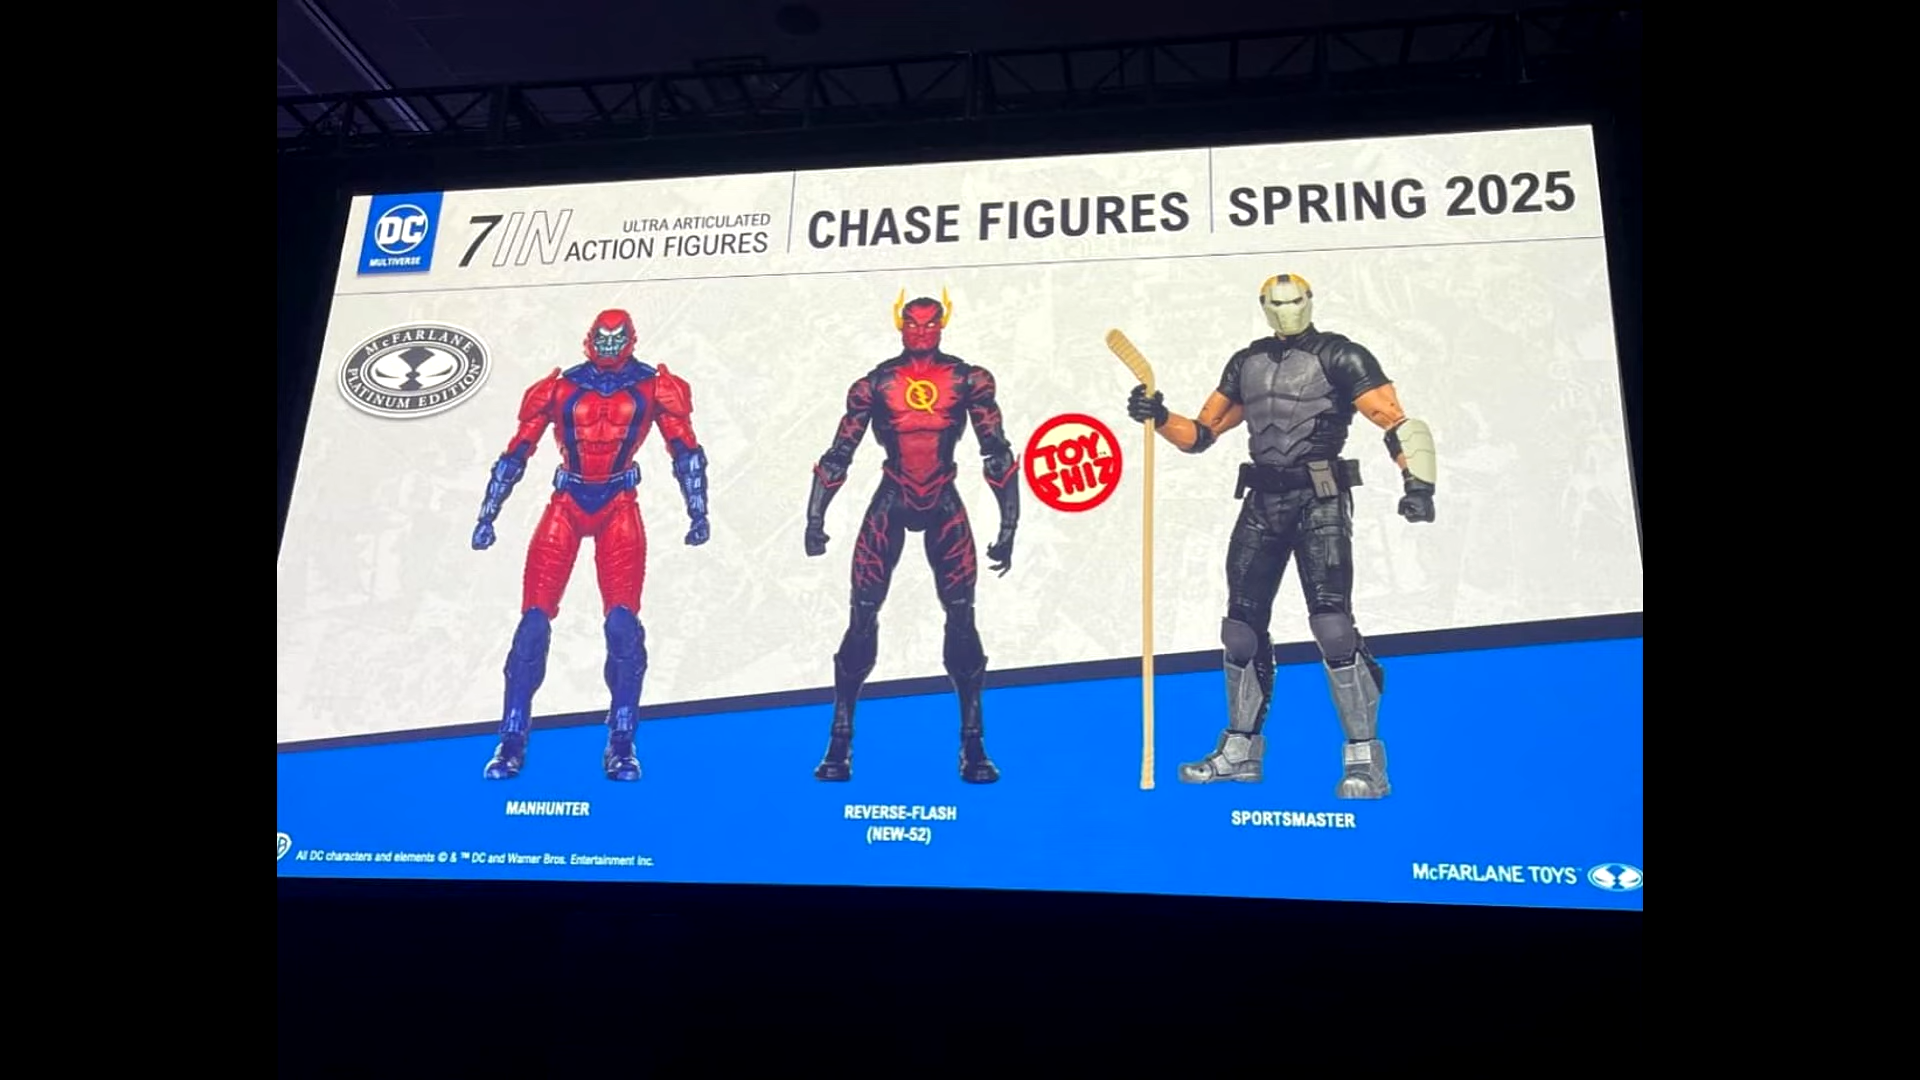 DC
MULTIVERSE
7IN
ULTRA ARTICULATED
ACTION FIGURES
CHASE FIGURES
SPRING 2025
McFARLANE
PLATINUM EDITION
TOY
SHIZ
MANHUNTER
REVERSE-FLASH
(NEW-52)
SPORTSMASTER
All DC characters and elements © & ™ DC and Warner Bros. Entertainment Inc.
McFARLANE TOYS™